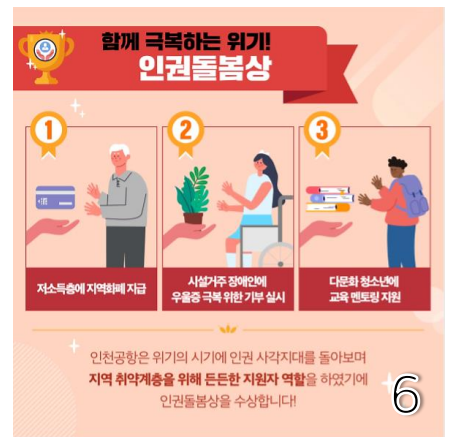 함께 극복하는 위기!
인권돌봄상
1
2
3
저소득층에 지역화폐 지급
시설거주 장애인에
우울증 극복 위한 기부 실시
다문화 청소년에
교육 멘토링 지원
인천공항은 위기의 시기에 인권 사각지대를 돌아보며
지역 취약계층을 위해 든든한 지원자 역할을 하였기에
인권돌봄상을 수상합니다!
6